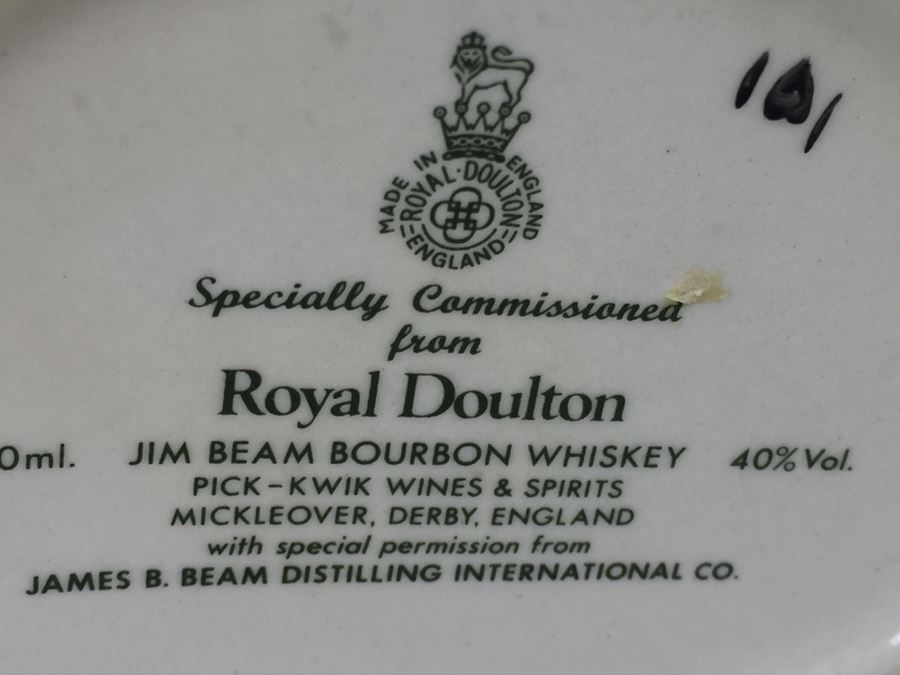 MADE IN ENGLAND
ROYAL·DOULTON
ENGLAND
Specially Commissioned
from
Royal Doulton
0ml. JIM BEAM BOURBON WHISKEY 40% Vol.
PICK-KWIK WINES & SPIRITS
MICKLEOVER, DERBY, ENGLAND
with special permission from
JAMES B. BEAM DISTILLING INTERNATIONAL CO.